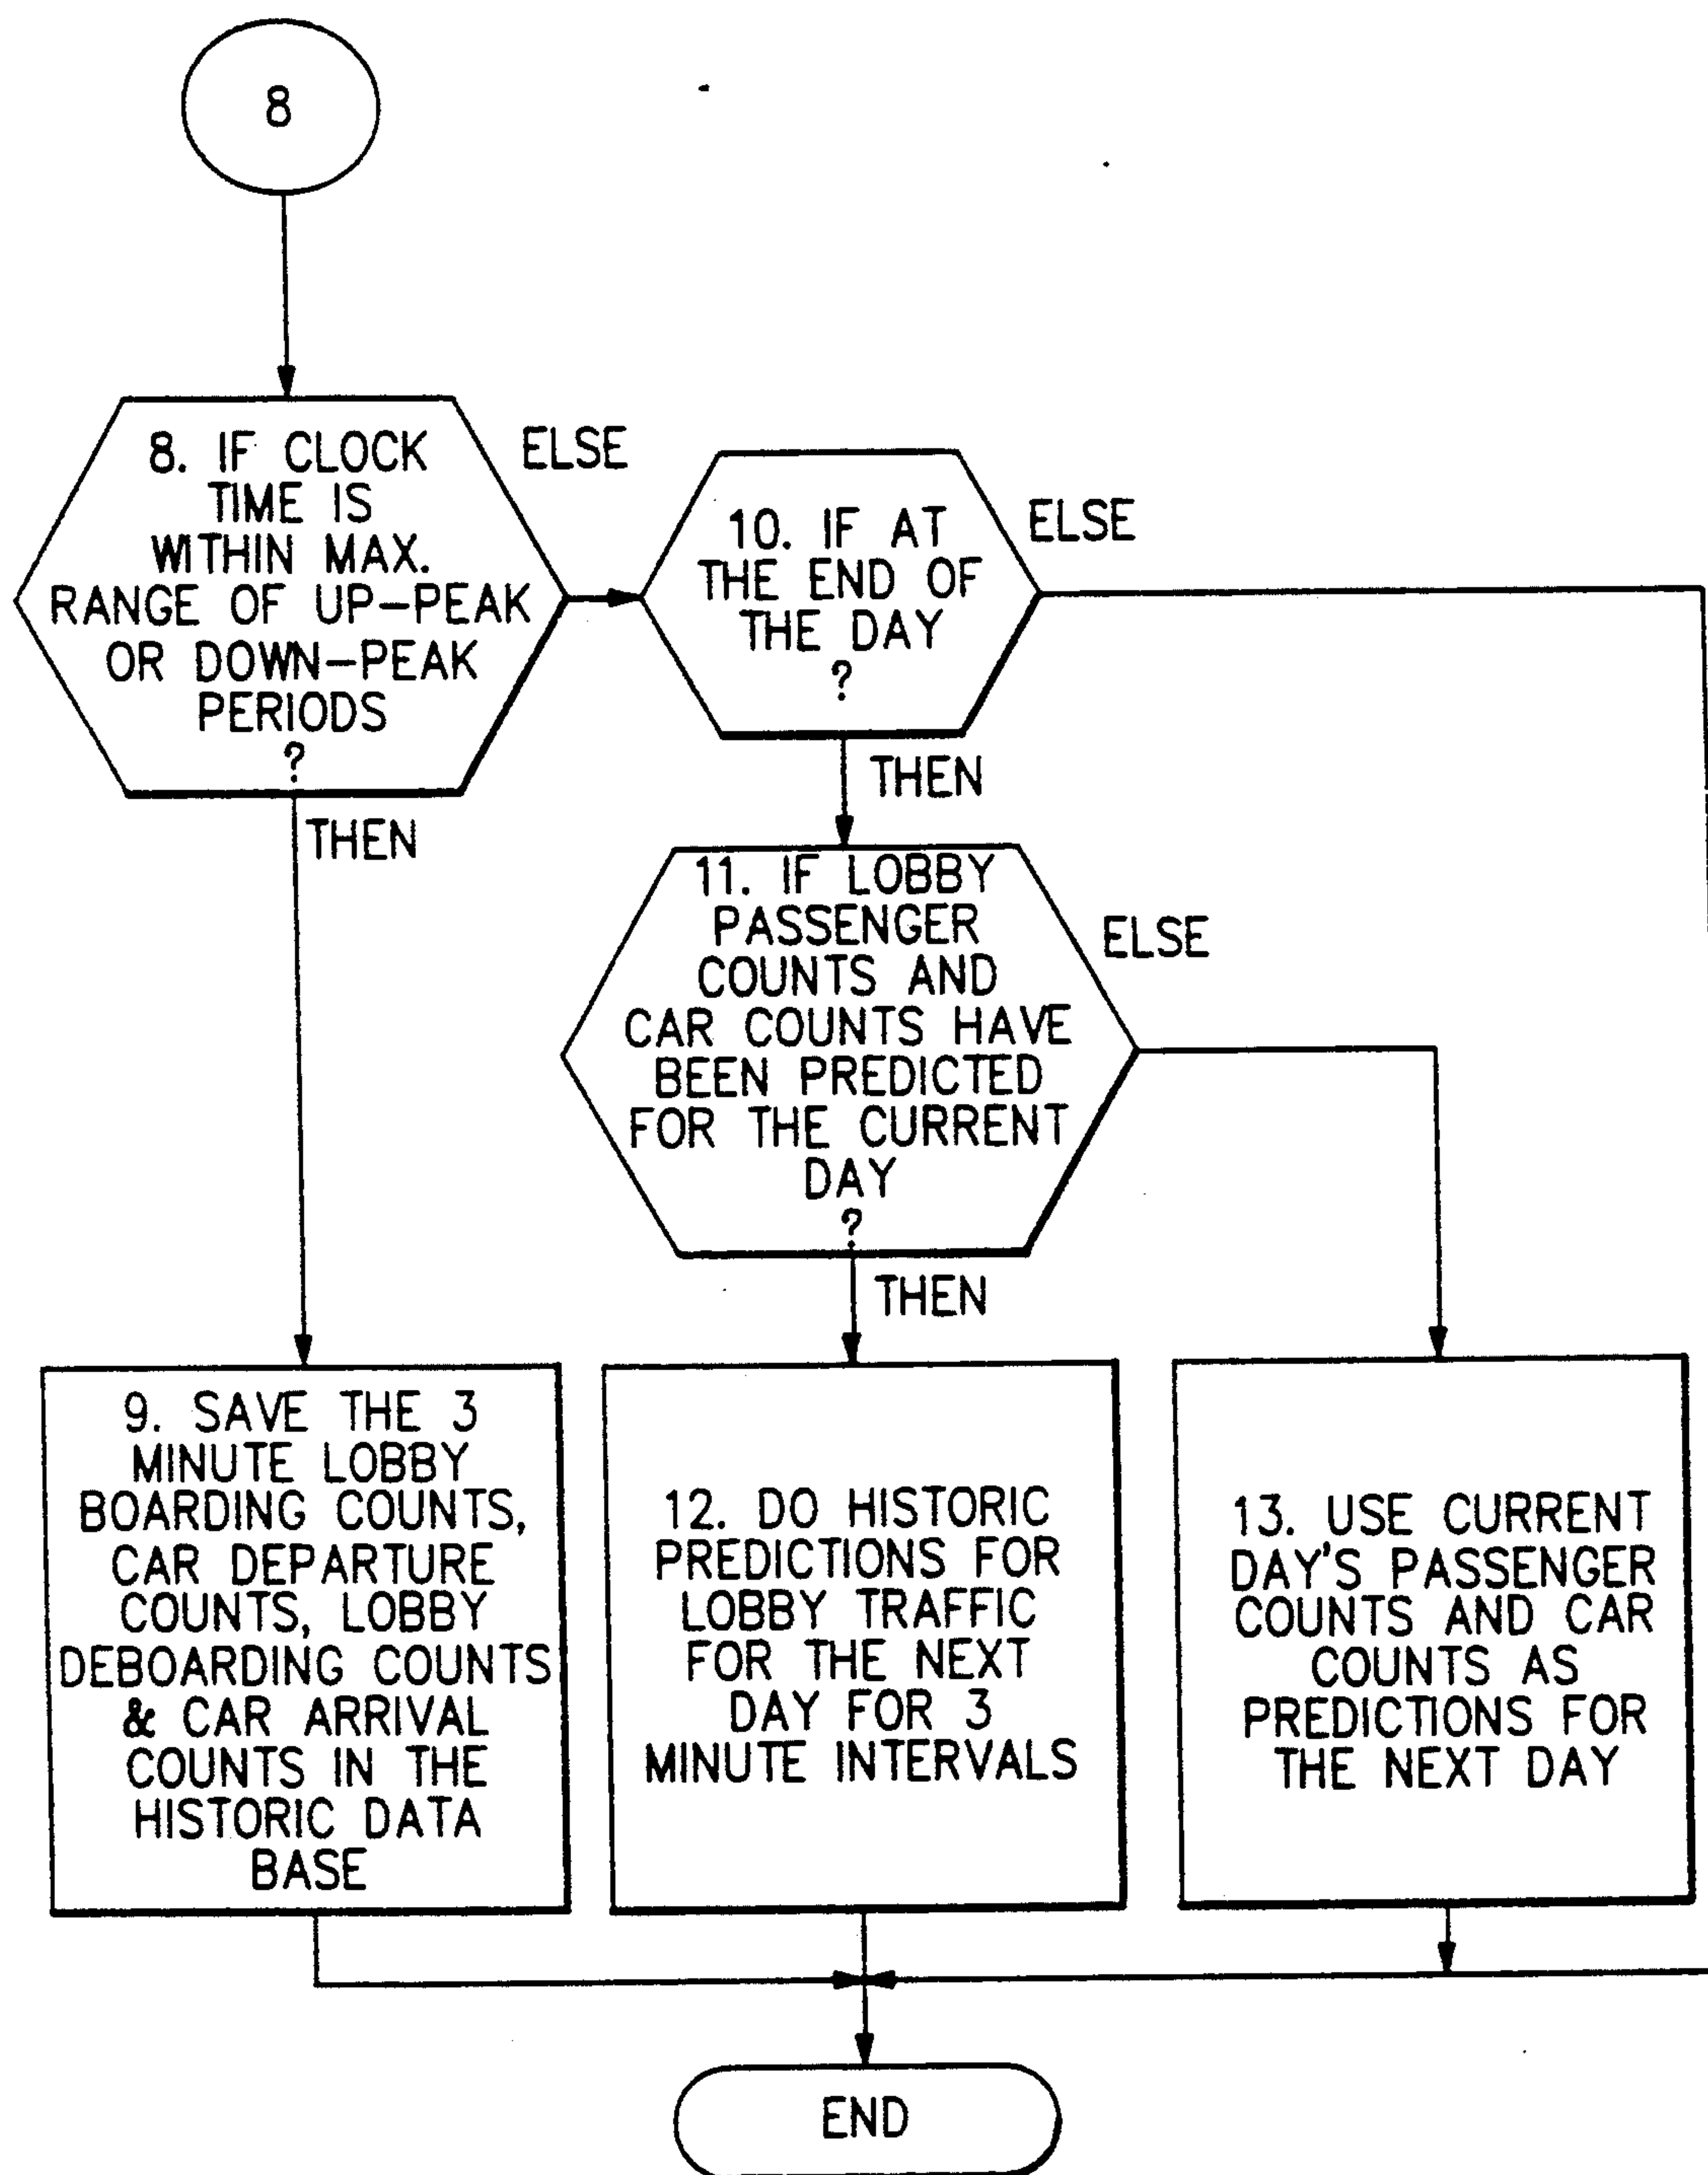 8
8. IF CLOCK
TIME IS
WITHIN MAX.
RANGE OF UP-PEAK
OR DOWN-PEAK
PERIODS
?
ELSE
THEN
10. IF AT
THE END OF
THE DAY
?
ELSE
THEN
11. IF LOBBY
PASSENGER
COUNTS AND
CAR COUNTS HAVE
BEEN PREDICTED
FOR THE CURRENT
DAY
?
ELSE
THEN
9. SAVE THE 3
MINUTE LOBBY
BOARDING COUNTS,
CAR DEPARTURE
COUNTS, LOBBY
DEBOARDING COUNTS
& CAR ARRIVAL
COUNTS IN THE
HISTORIC DATA
BASE
12. DO HISTORIC
PREDICTIONS FOR
LOBBY TRAFFIC
FOR THE NEXT
DAY FOR 3
MINUTE INTERVALS
13. USE CURRENT
DAY'S PASSENGER
COUNTS AND CAR
COUNTS AS
PREDICTIONS FOR
THE NEXT DAY
END